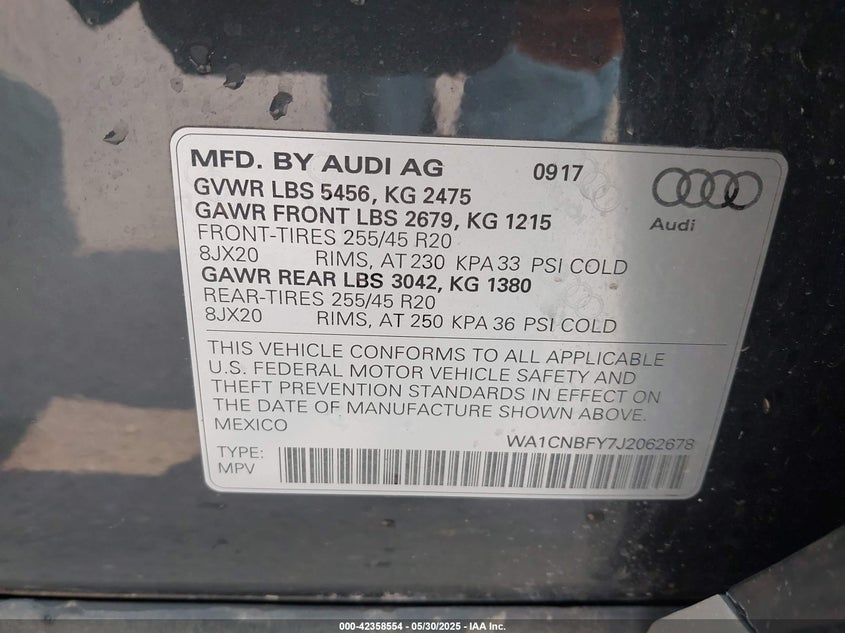 MFD. BY AUDI AG 0917
GVWR LBS 5456, KG 2475
GAWR FRONT LBS 2679, KG 1215
FRONT-TIRES 255/45 R20
8JX20 RIMS, AT 230 KPA 33 PSI COLD
GAWR REAR LBS 3042, KG 1380
REAR-TIRES 255/45 R20
8JX20 RIMS, AT 250 KPA 36 PSI COLD
Audi
THIS VEHICLE CONFORMS TO ALL APPLICABLE
U.S. FEDERAL MOTOR VEHICLE SAFETY AND
THEFT PREVENTION STANDARDS IN EFFECT ON
THE DATE OF MANUFACTURE SHOWN ABOVE.
MEXICO
WA1CNBFY7J2062678
TYPE:
MPV
000-42358554 — 05/30/2025 — IAA Inc.